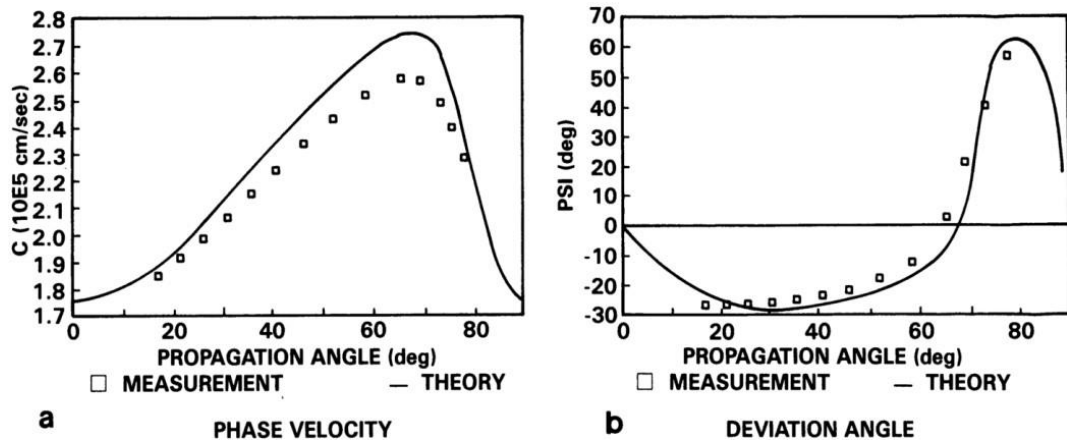 2.8
2.7
2.6
2.5
2.4
2.3
2.2
2.1
2.0
1.9
1.8
1.7
C (10E5 cm/sec)
0 20 40 60 80
PROPAGATION ANGLE (deg)
□ MEASUREMENT — THEORY
a PHASE VELOCITY
70
60
50
40
30
20
10
0
-10
-20
-30
PSI (deg)
0 20 40 60 80
PROPAGATION ANGLE (deg)
□ MEASUREMENT — THEORY
b DEVIATION ANGLE